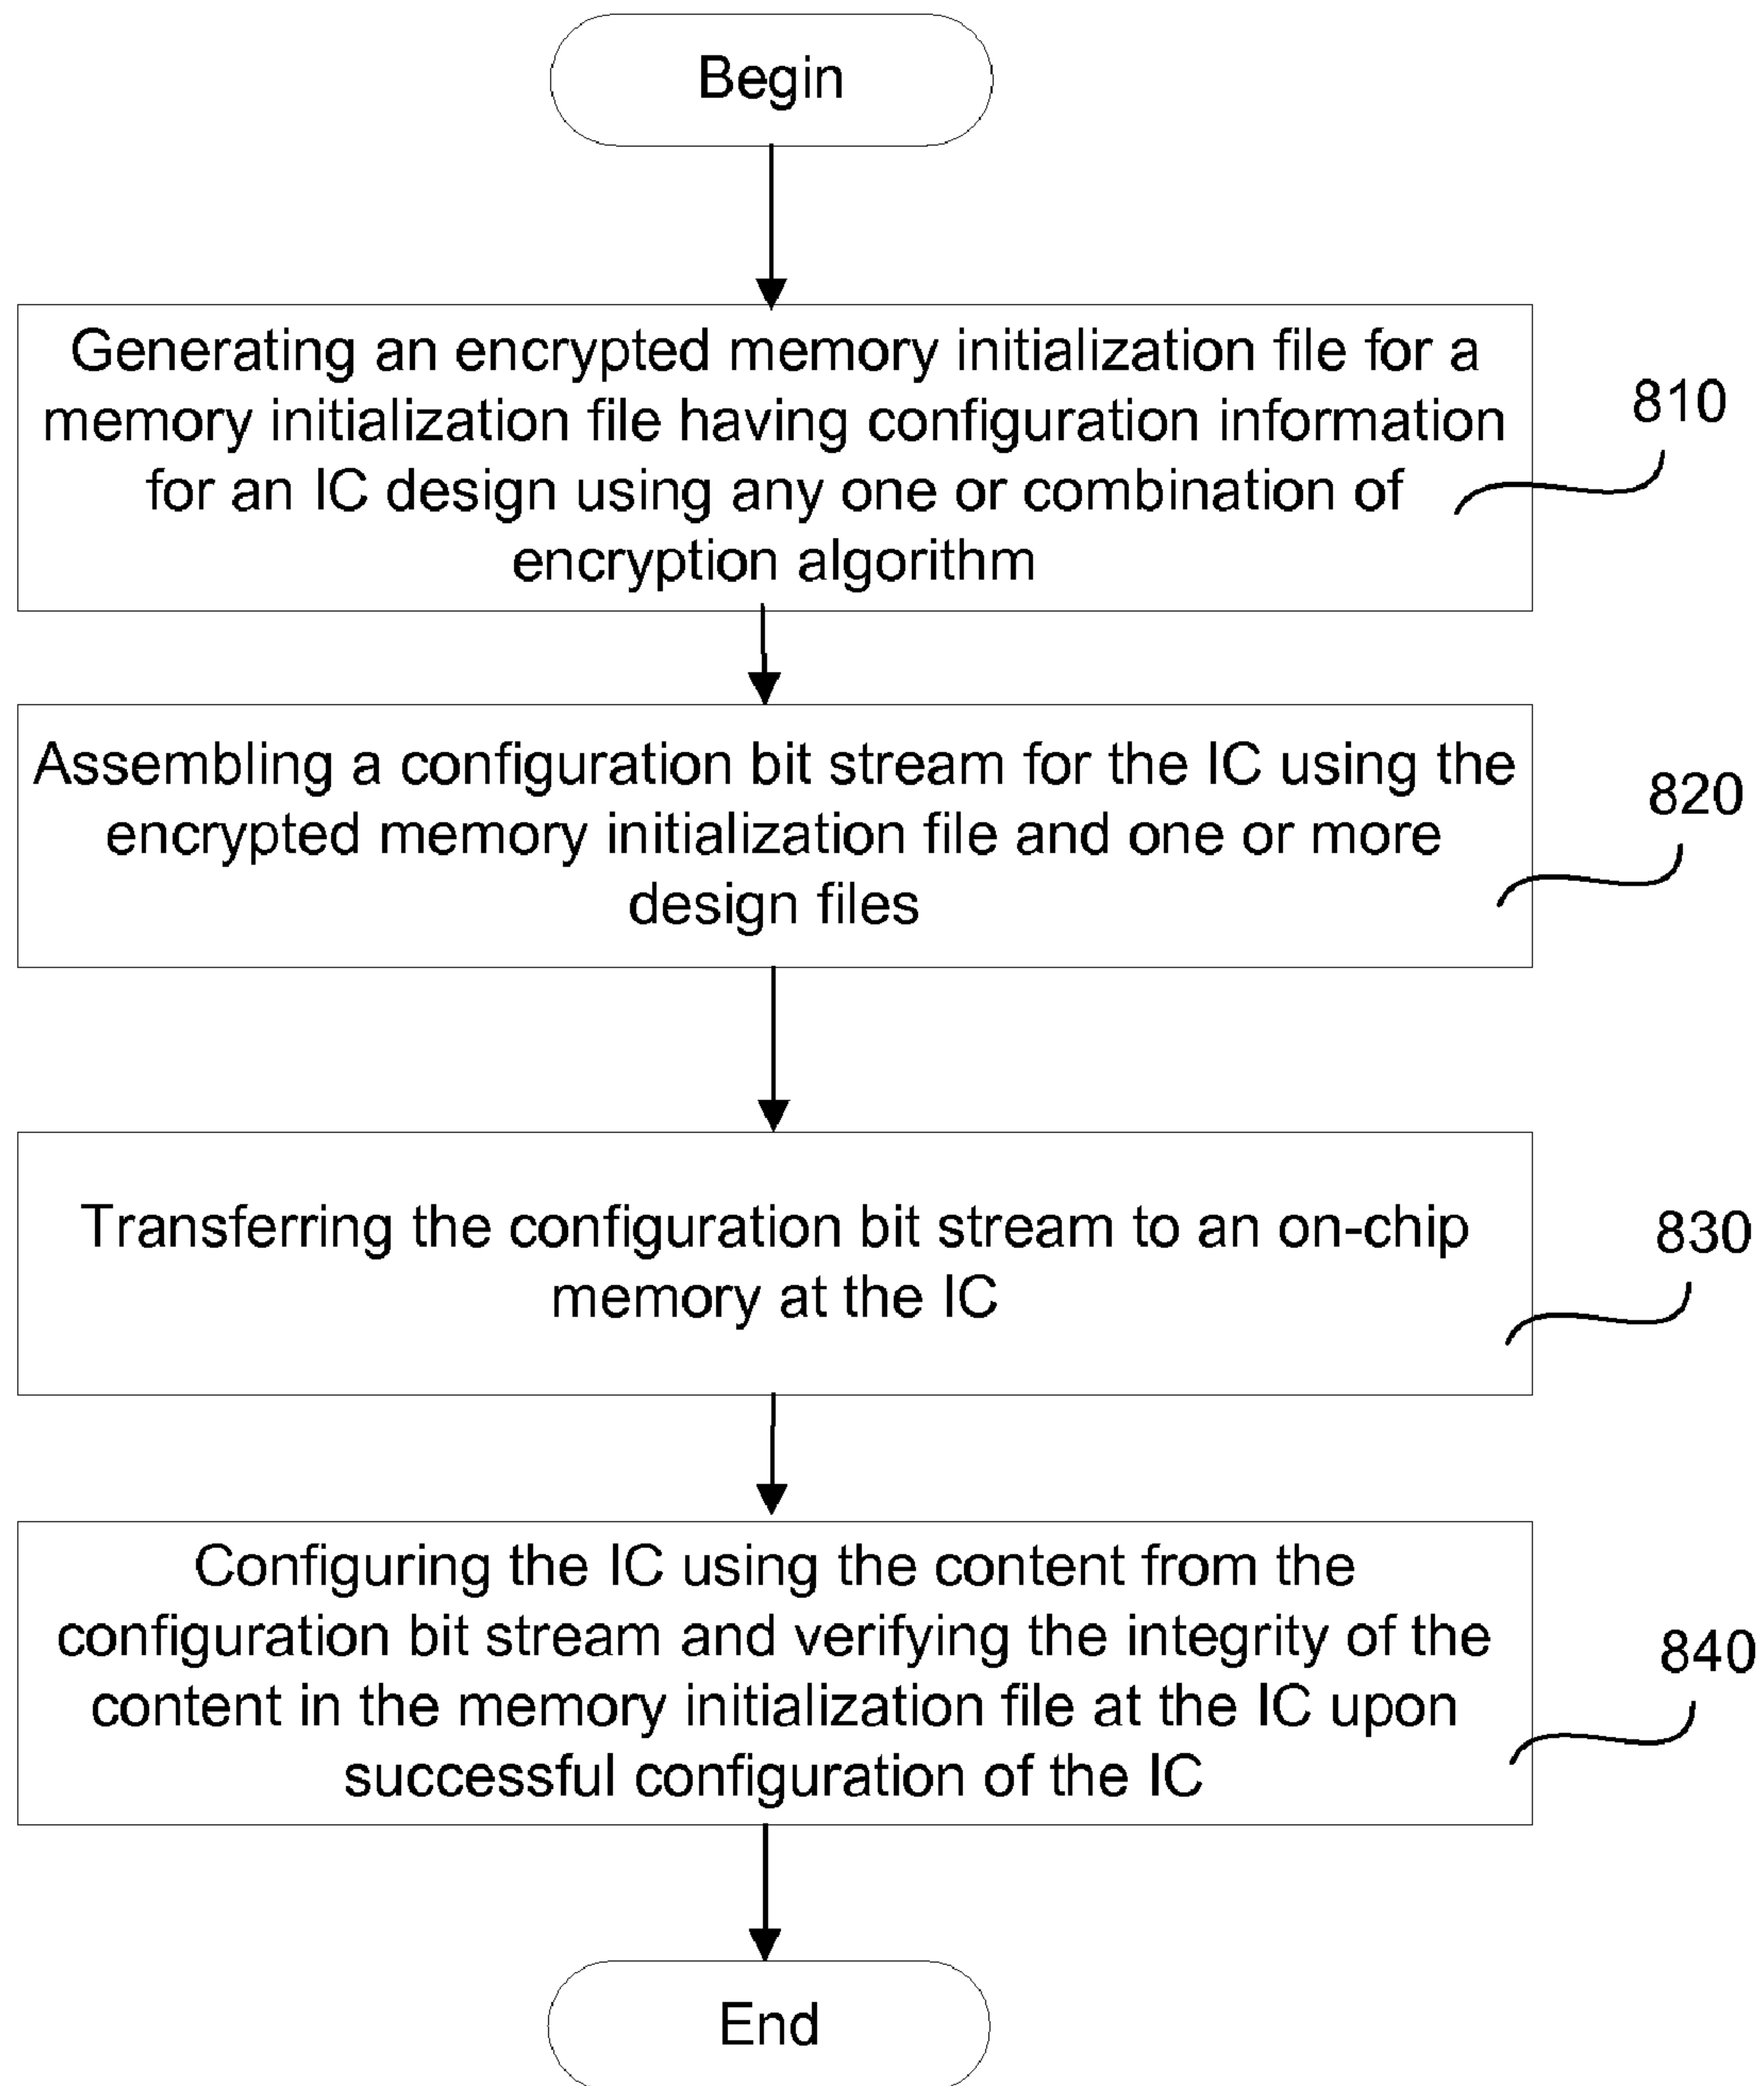 Begin
Generating an encrypted memory initialization file for a
memory initialization file having configuration information
for an IC design using any one or combination of
encryption algorithm
810
Assembling a configuration bit stream for the IC using the
encrypted memory initialization file and one or more
design files
820
Transferring the configuration bit stream to an on-chip
memory at the IC
830
Configuring the IC using the content from the
configuration bit stream and verifying the integrity of the
content in the memory initialization file at the IC upon
successful configuration of the IC
840
End